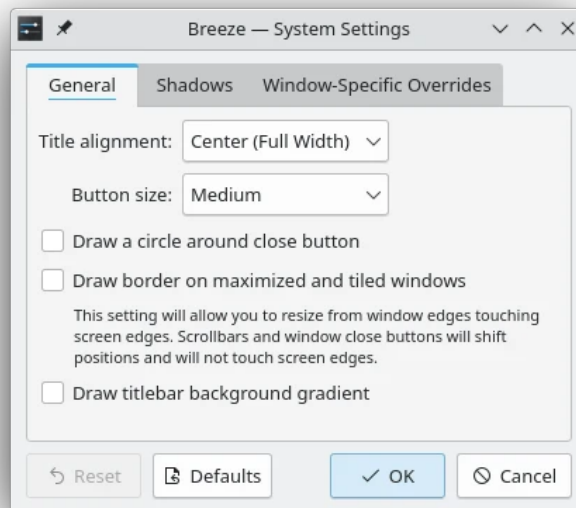 Breeze — System Settings
General Shadows Window-Specific Overrides
Title alignment: Center (Full Width)
Button size: Medium
Draw a circle around close button
Draw border on maximized and tiled windows
This setting will allow you to resize from window edges touching
screen edges. Scrollbars and window close buttons will shift
positions and will not touch screen edges.
Draw titlebar background gradient
Reset Defaults OK Cancel